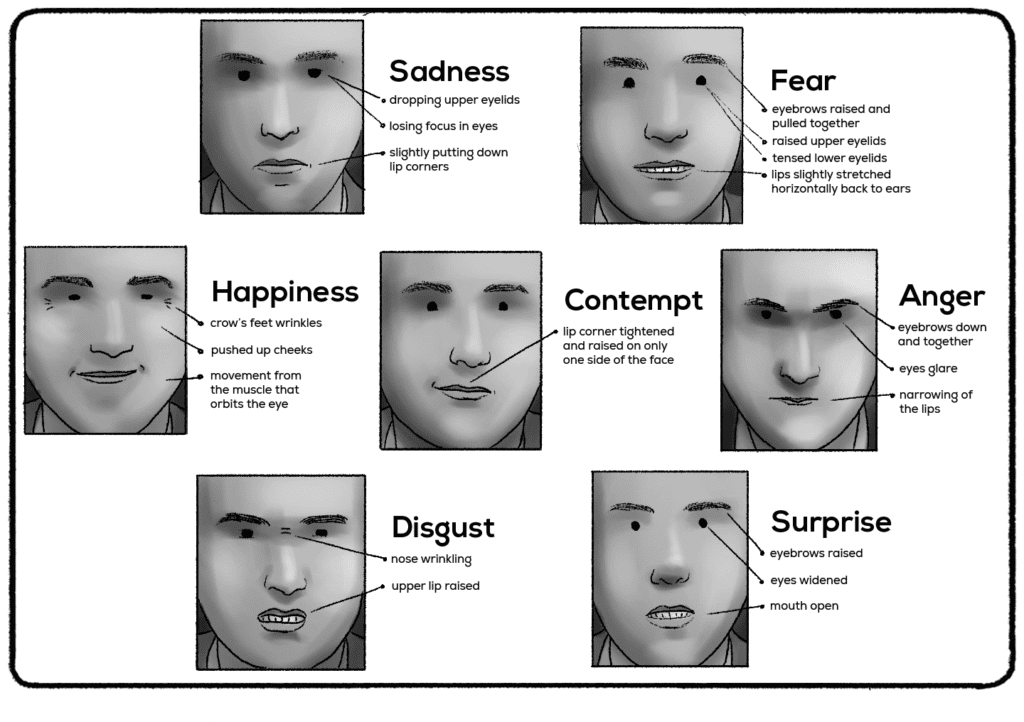 Sadness
dropping upper eyelids
losing focus in eyes
slightly putting down
lip corners
Fear
eyebrows raised and
pulled together
raised upper eyelids
tensed lower eyelids
lips slightly stretched
horizontally back to ears
Happiness
crow's feet wrinkles
pushed up cheeks
movement from
the muscle that
orbits the eye
Contempt
lip corner tightened
and raised on only
one side of the face
Anger
eyebrows down
and together
eyes glare
narrowing of
the lips
Disgust
nose wrinkling
upper lip raised
Surprise
eyebrows raised
eyes widened
mouth open